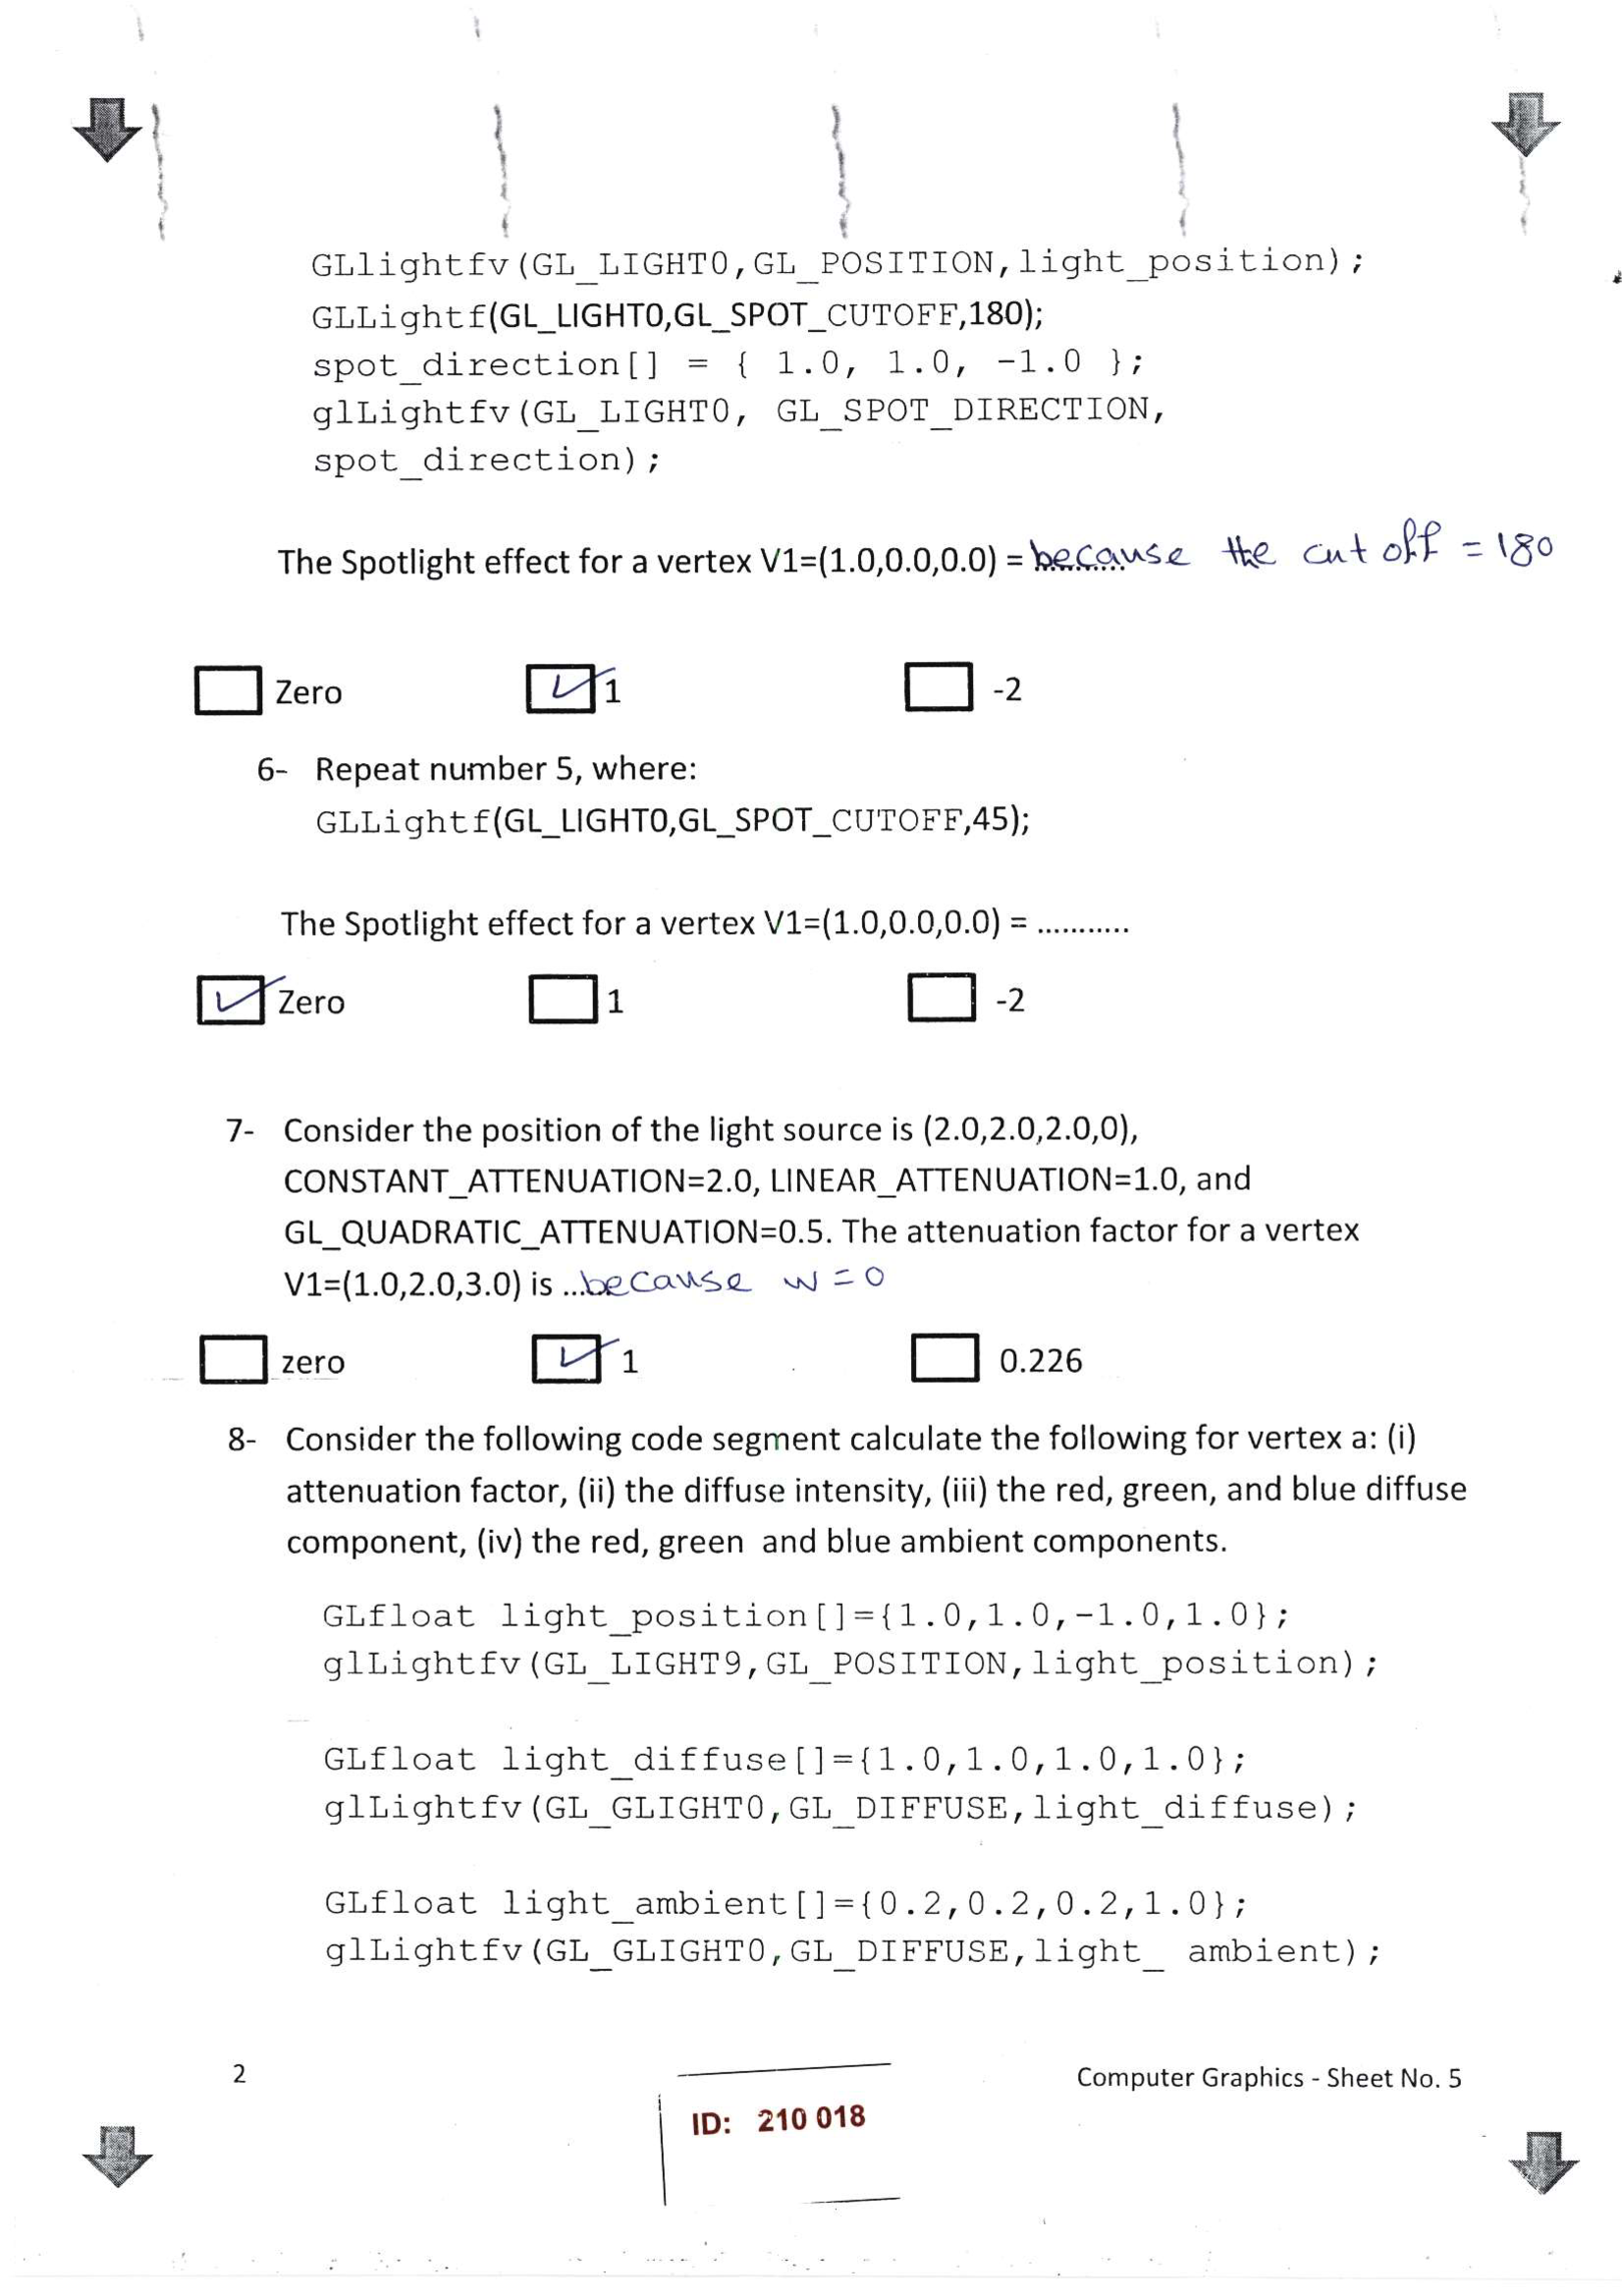 GLlightfv(GL_LIGHT0,GL_POSITION,light_position);
GLLightf(GL_LIGHT0,GL_SPOT_CUTOFF,180);
spot_direction[] = { 1.0, 1.0, -1.0 };
glLightfv(GL_LIGHT0, GL_SPOT_DIRECTION,
spot_direction);
The Spotlight effect for a vertex V1=(1.0,0.0,0.0) = because the cut off = 180
Zero 1 -2
6- Repeat number 5, where:
GLLightf(GL_LIGHT0,GL_SPOT_CUTOFF,45);
The Spotlight effect for a vertex V1=(1.0,0.0,0.0) = ...........
Zero 1 -2
7- Consider the position of the light source is (2.0,2.0,2.0,0),
CONSTANT_ATTENUATION=2.0, LINEAR_ATTENUATION=1.0, and
GL_QUADRATIC_ATTENUATION=0.5. The attenuation factor for a vertex
V1=(1.0,2.0,3.0) is ...because w = 0
zero 1 0.226
8- Consider the following code segment calculate the following for vertex a: (i)
attenuation factor, (ii) the diffuse intensity, (iii) the red, green, and blue diffuse
component, (iv) the red, green and blue ambient components.
GLfloat light_position[]={1.0,1.0,-1.0,1.0};
glLightfv(GL_LIGHT9,GL_POSITION,light_position);
GLfloat light_diffuse[]={1.0,1.0,1.0,1.0};
glLightfv(GL_GLIGHT0,GL_DIFFUSE,light_diffuse);
GLfloat light_ambient[]={0.2,0.2,0.2,1.0};
glLightfv(GL_GLIGHT0,GL_DIFFUSE,light_ ambient);
2
Computer Graphics - Sheet No. 5
ID: 210 018